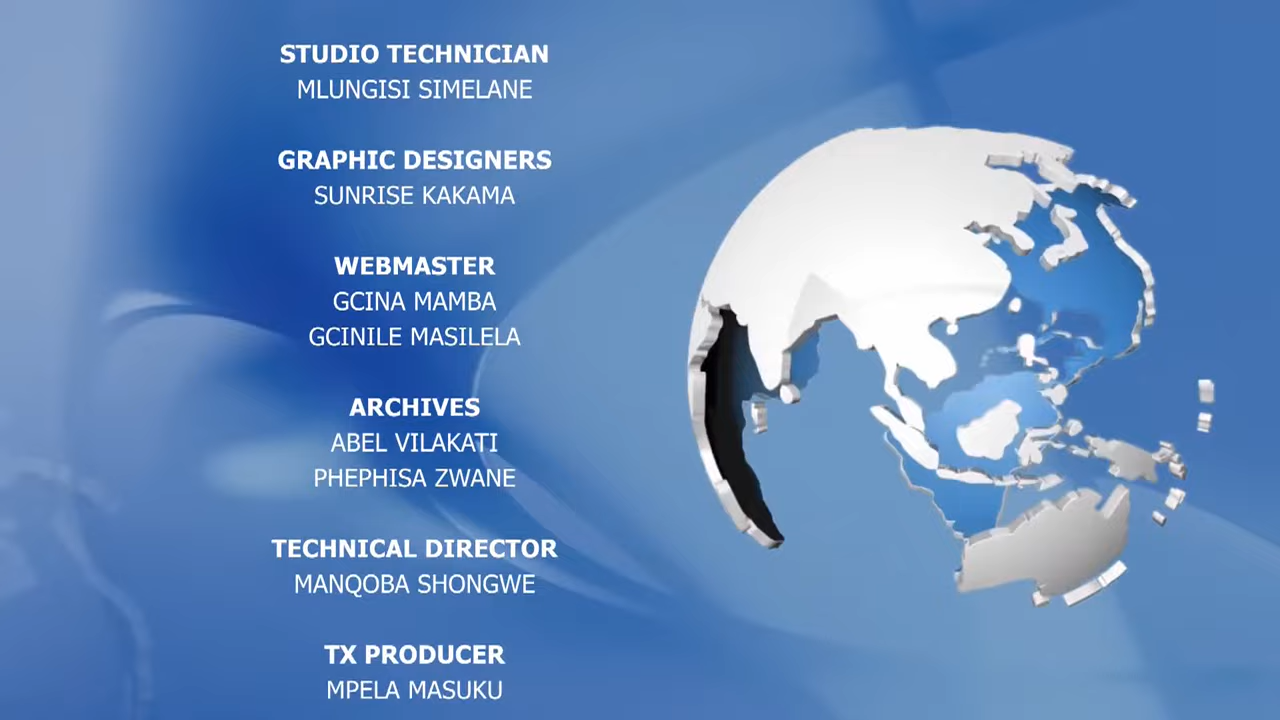 STUDIO TECHNICIAN
MLUNGISI SIMELANE
GRAPHIC DESIGNERS
SUNRISE KAKAMA
WEBMASTER
GCINA MAMBA
GCINILE MASILELA
ARCHIVES
ABEL VILAKATI
PHEPHISA ZWANE
TECHNICAL DIRECTOR
MANQOBA SHONGWE
TX PRODUCER
MPELA MASUKU